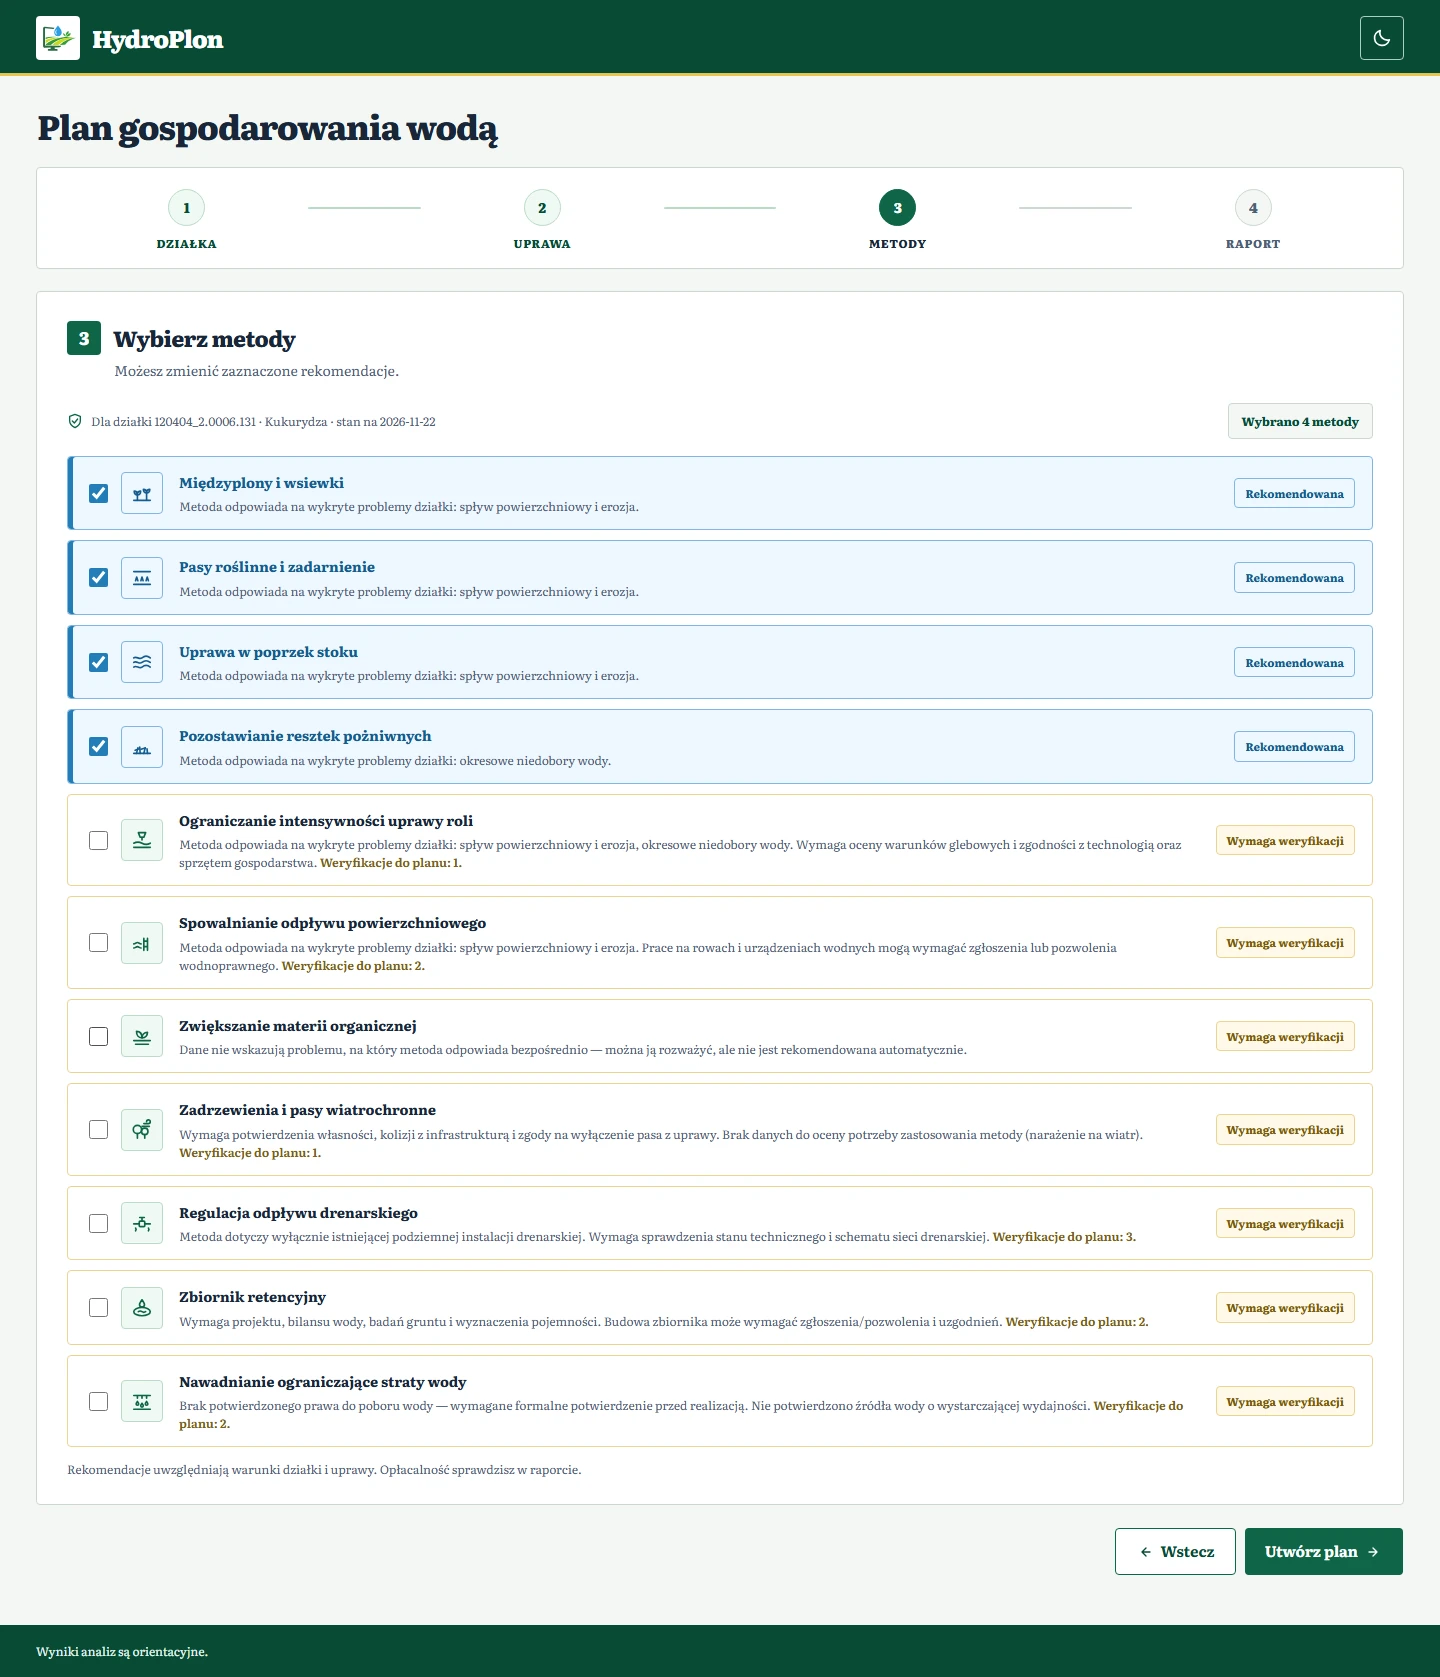 HydroPlon
Plan gospodarowania wodą
1
DZIAŁKA
2
UPRAWA
3
METODY
4
RAPORT
3 Wybierz metody
Możesz zmienić zaznaczone rekomendacje.
Dla działki 120404_2.0006.131 · Kukurydza · stan na 2026-11-22
Wybrano 4 metody
Międzyplony i wsiewki
Metoda odpowiada na wykryte problemy działki: spływ powierzchniowy i erozja.
Rekomendowana
Pasy roślinne i zadarnienie
Metoda odpowiada na wykryte problemy działki: spływ powierzchniowy i erozja.
Rekomendowana
Uprawa w poprzek stoku
Metoda odpowiada na wykryte problemy działki: spływ powierzchniowy i erozja.
Rekomendowana
Pozostawianie resztek pożniwnych
Metoda odpowiada na wykryte problemy działki: okresowe niedobory wody.
Rekomendowana
Ograniczanie intensywności uprawy roli
Metoda odpowiada na wykryte problemy działki: spływ powierzchniowy i erozja, okresowe niedobory wody. Wymaga oceny warunków glebowych i zgodności z technologią oraz
sprzętem gospodarstwa. Weryfikacje do planu: 1.
Wymaga weryfikacji
Spowalnianie odpływu powierzchniowego
Metoda odpowiada na wykryte problemy działki: spływ powierzchniowy i erozja. Prace na rowach i urządzeniach wodnych mogą wymagać zgłoszenia lub pozwolenia
wodnoprawnego. Weryfikacje do planu: 2.
Wymaga weryfikacji
Zwiększanie materii organicznej
Dane nie wskazują problemu, na który metoda odpowiada bezpośrednio — można ją rozważyć, ale nie jest rekomendowana automatycznie.
Wymaga weryfikacji
Zadrzewienia i pasy wiatrochronne
Wymaga potwierdzenia własności, kolizji z infrastrukturą i zgody na wyłączenie pasa z uprawy. Brak danych do oceny potrzeby zastosowania metody (narażenie na wiatr).
Weryfikacje do planu: 1.
Wymaga weryfikacji
Regulacja odpływu drenarskiego
Metoda dotyczy wyłącznie istniejącej podziemnej instalacji drenarskiej. Wymaga sprawdzenia stanu technicznego i schematu sieci drenarskiej. Weryfikacje do planu: 3.
Wymaga weryfikacji
Zbiornik retencyjny
Wymaga projektu, bilansu wody, badań gruntu i wyznaczenia pojemności. Budowa zbiornika może wymagać zgłoszenia/pozwolenia i uzgodnień. Weryfikacje do planu: 2.
Wymaga weryfikacji
Nawadnianie ograniczające straty wody
Brak potwierdzonego prawa do poboru wody — wymagane formalne potwierdzenie przed realizacją. Nie potwierdzono źródła wody o wystarczającej wydajności. Weryfikacje do
planu: 2.
Wymaga weryfikacji
Rekomendacje uwzględniają warunki działki i uprawy. Opłacalność sprawdzisz w raporcie.
← Wstecz
Utwórz plan →
Wyniki analiz są orientacyjne.